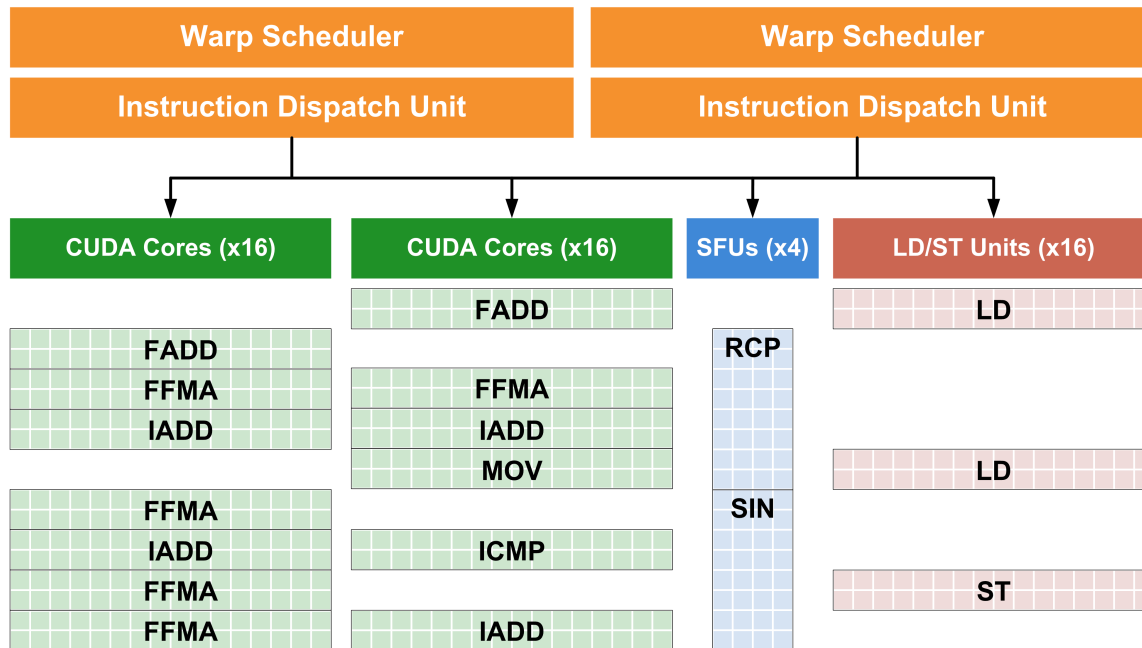 Warp Scheduler Warp Scheduler
Instruction Dispatch Unit Instruction Dispatch Unit
CUDA Cores (x16) CUDA Cores (x16) SFUs (x4) LD/ST Units (x16)
FADD LD
FADD RCP
FFMA FFMA
IADD IADD
MOV LD
FFMA SIN
IADD ICMP
FFMA ST
FFMA IADD